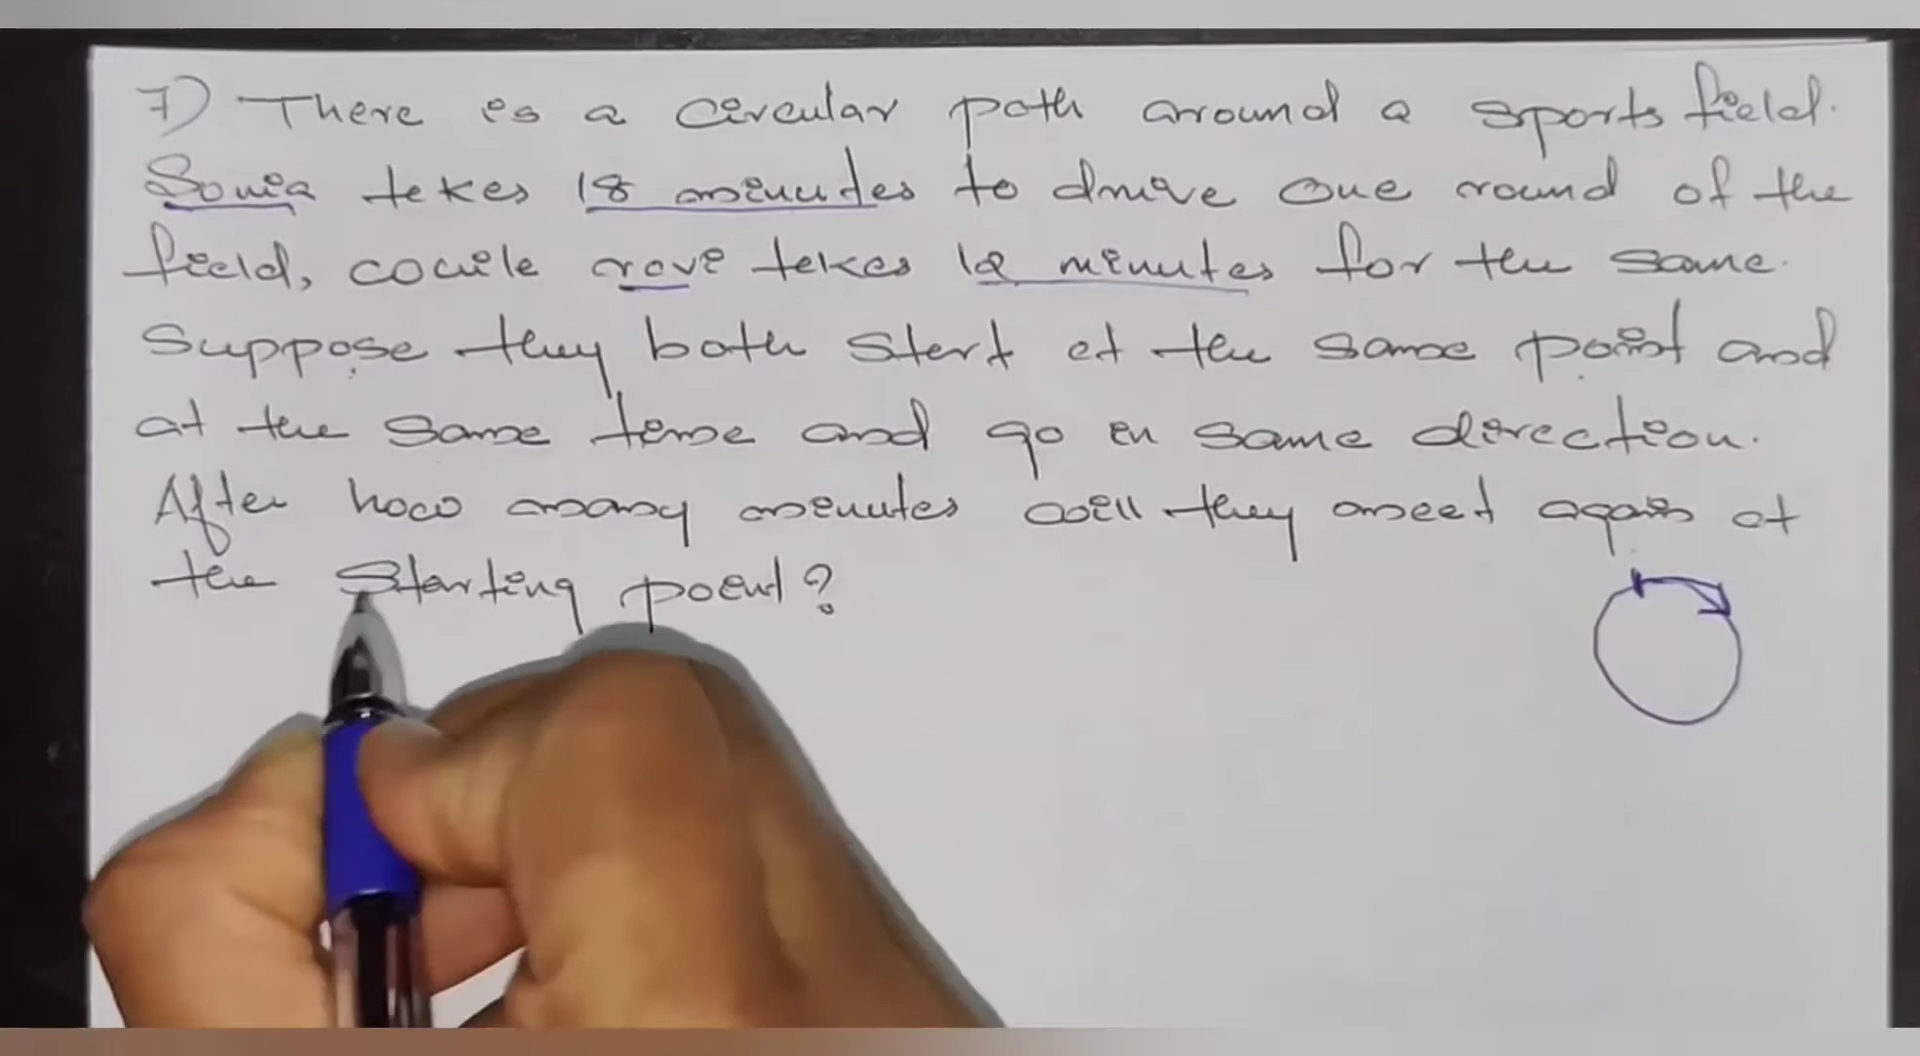 7) There is a circular path around a sports field.
Sonia takes 18 minutes to drive one round of the
field, while ravi takes 12 minutes for the same.
Suppose they both start at the same point and
at the same time and go in same direction.
After how many minutes will they meet again at
the starting point?